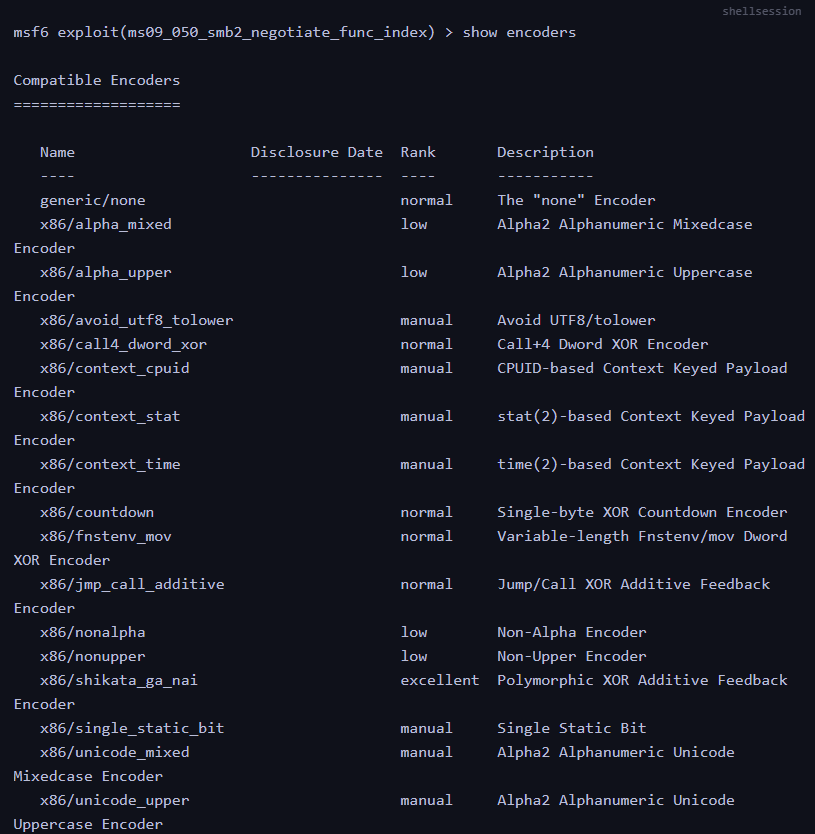 shellsession
msf6 exploit(ms09_050_smb2_negotiate_func_index) > show encoders
Compatible Encoders
===================
Name Disclosure Date Rank Description
---- --------------- ---- -----------
generic/none normal The "none" Encoder
x86/alpha_mixed low Alpha2 Alphanumeric Mixedcase
Encoder
x86/alpha_upper low Alpha2 Alphanumeric Uppercase
Encoder
x86/avoid_utf8_tolower manual Avoid UTF8/tolower
x86/call4_dword_xor normal Call+4 Dword XOR Encoder
x86/context_cpuid manual CPUID-based Context Keyed Payload
Encoder
x86/context_stat manual stat(2)-based Context Keyed Payload
Encoder
x86/context_time manual time(2)-based Context Keyed Payload
Encoder
x86/countdown normal Single-byte XOR Countdown Encoder
x86/fnstenv_mov normal Variable-length Fnstenv/mov Dword
XOR Encoder
x86/jmp_call_additive normal Jump/Call XOR Additive Feedback
Encoder
x86/nonalpha low Non-Alpha Encoder
x86/nonupper low Non-Upper Encoder
x86/shikata_ga_nai excellent Polymorphic XOR Additive Feedback
Encoder
x86/single_static_bit manual Single Static Bit
x86/unicode_mixed manual Alpha2 Alphanumeric Unicode
Mixedcase Encoder
x86/unicode_upper manual Alpha2 Alphanumeric Unicode
Uppercase Encoder